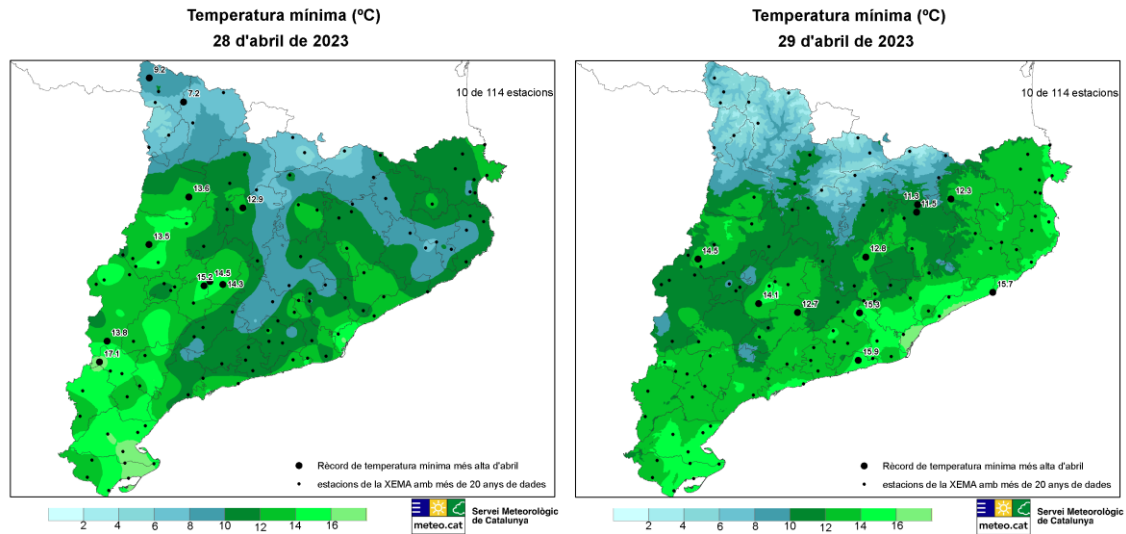 Temperatura mínima (ºC)
28 d'abril de 2023
10 de 114 estacions
9.2
7.2
13.6
12.9
13.5
14.5
15.2
14.3
13.8
17.1
Rècord de temperatura mínima més alta d'abril
estacions de la XEMA amb més de 20 anys de dades
2 4 6 8 10 12 14 16
meteo.cat
Servei Meteorològic
de Catalunya
Temperatura mínima (ºC)
29 d'abril de 2023
10 de 114 estacions
11.3
12.3
11.5
14.5
12.8
15.7
14.1
12.7
15.3
15.9
Rècord de temperatura mínima més alta d'abril
estacions de la XEMA amb més de 20 anys de dades
2 4 6 8 10 12 14 16
meteo.cat
Servei Meteorològic
de Catalunya